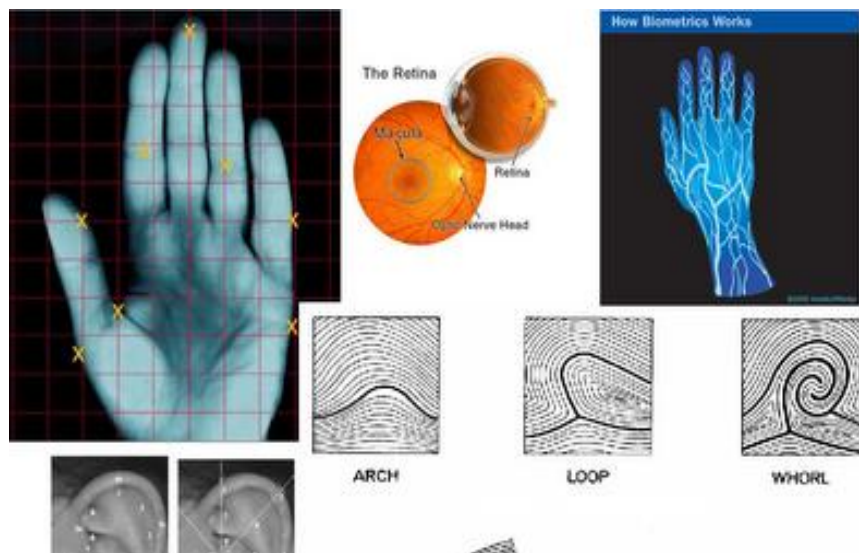 How Biometrics Works
The Retina
Macula
Retina
Optic Nerve Head
ARCH
LOOP
WHORL